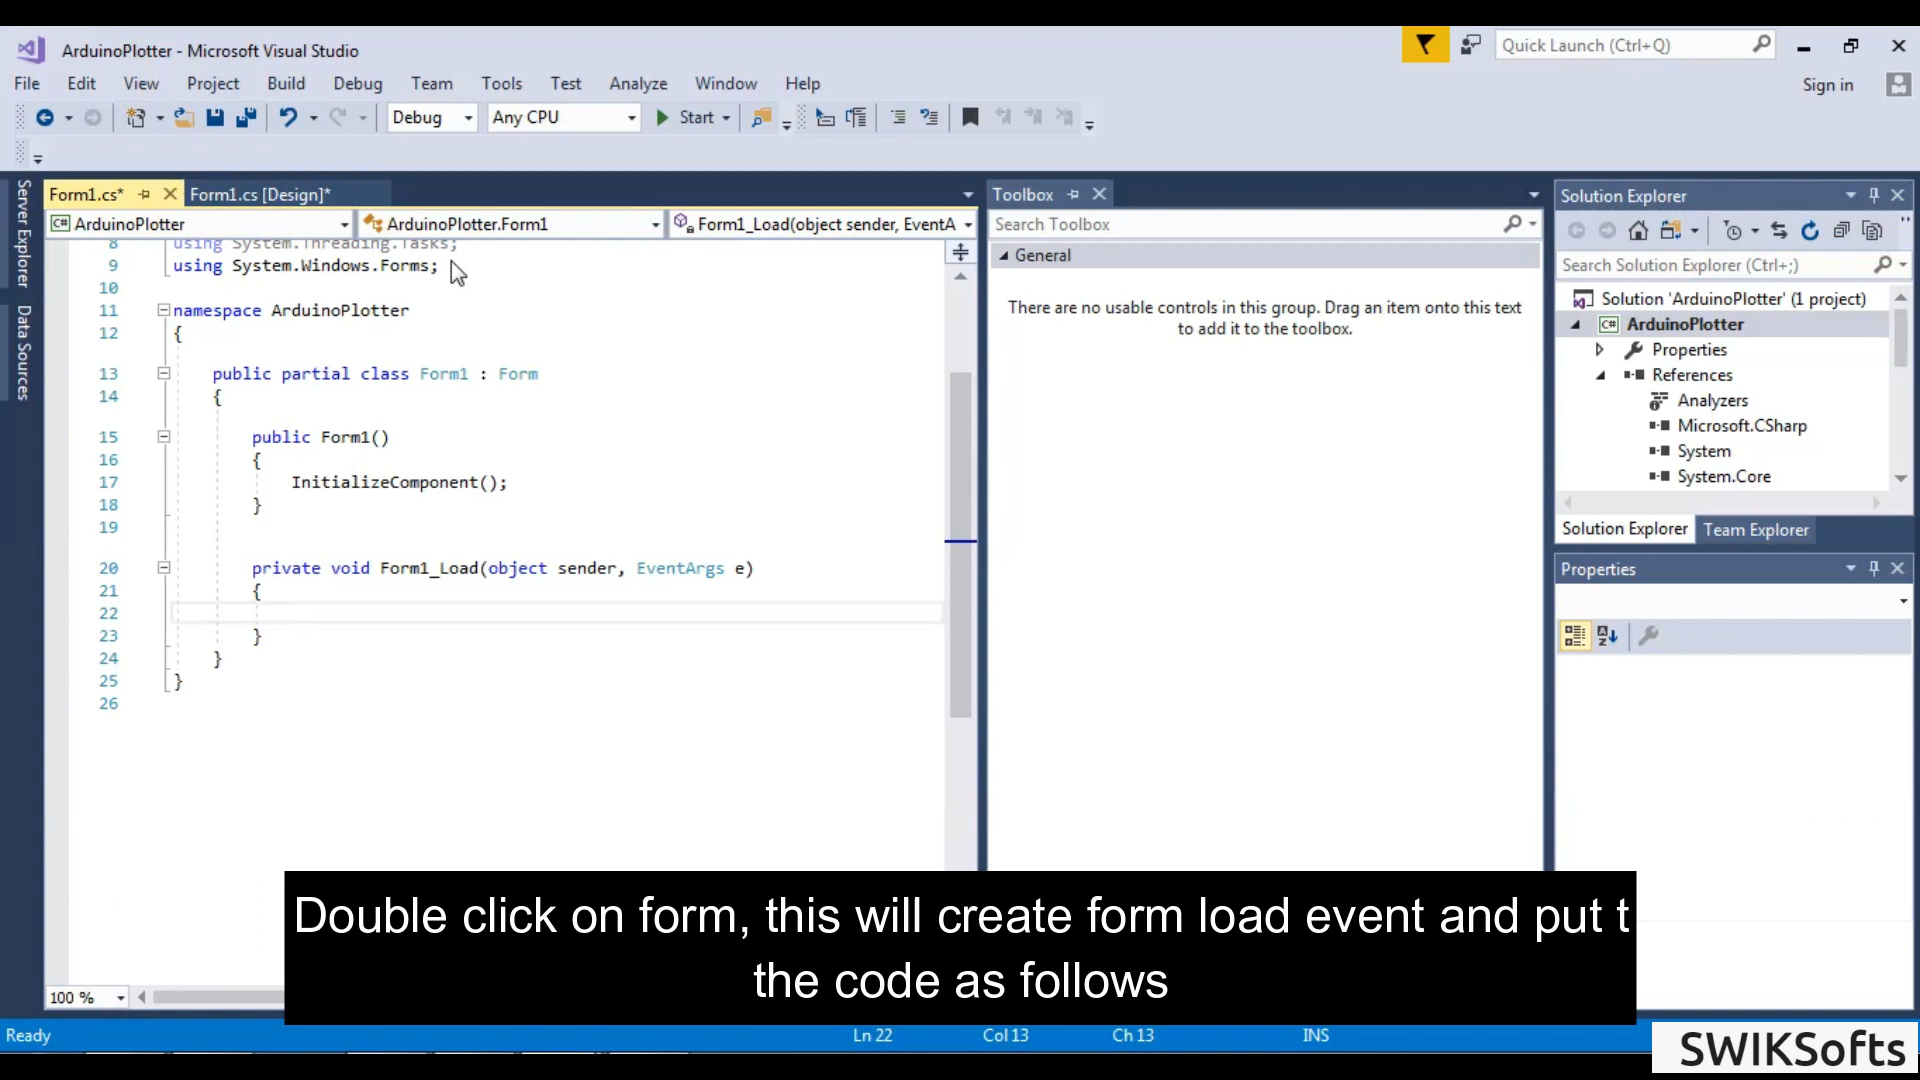 ArduinoPlotter - Microsoft Visual Studio
Quick Launch (Ctrl+Q)
File Edit View Project Build Debug Team Tools Test Analyze Window Help
Sign in
Debug Any CPU Start
Server Explorer
Data Sources
Form1.cs* Form1.cs [Design]*
ArduinoPlotter ArduinoPlotter.Form1 Form1_Load(object sender, EventA
8 using System.Threading.Tasks;
9 using System.Windows.Forms;
10
11 namespace ArduinoPlotter
12 {
13 public partial class Form1 : Form
14 {
15 public Form1()
16 {
17 InitializeComponent();
18 }
19
20 private void Form1_Load(object sender, EventArgs e)
21 {
22
23 }
24 }
25 }
26
100 %
Toolbox
Search Toolbox
General
There are no usable controls in this group. Drag an item onto this text
to add it to the toolbox.
Solution Explorer
Search Solution Explorer (Ctrl+;)
Solution 'ArduinoPlotter' (1 project)
C# ArduinoPlotter
Properties
References
Analyzers
Microsoft.CSharp
System
System.Core
Solution Explorer Team Explorer
Properties
Double click on form, this will create form load event and put t
the code as follows
Ready Ln 22 Col 13 Ch 13 INS
SWIKSofts